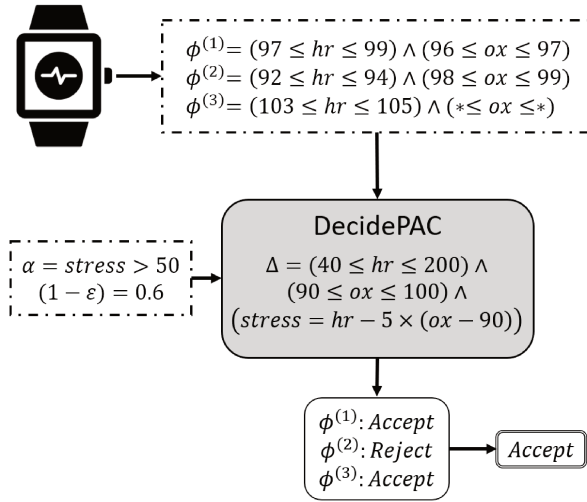 ϕ⁽¹⁾= (97 ≤ hr ≤ 99) ∧ (96 ≤ ox ≤ 97)
ϕ⁽²⁾= (92 ≤ hr ≤ 94) ∧ (98 ≤ ox ≤ 99)
ϕ⁽³⁾= (103 ≤ hr ≤ 105) ∧ (∗≤ ox ≤∗)
α = stress > 50
(1 − ε) = 0.6
DecidePAC
Δ = (40 ≤ hr ≤ 200) ∧
(90 ≤ ox ≤ 100) ∧
(stress = hr − 5 × (ox − 90))
ϕ⁽¹⁾: Accept
ϕ⁽²⁾: Reject
ϕ⁽³⁾: Accept
Accept